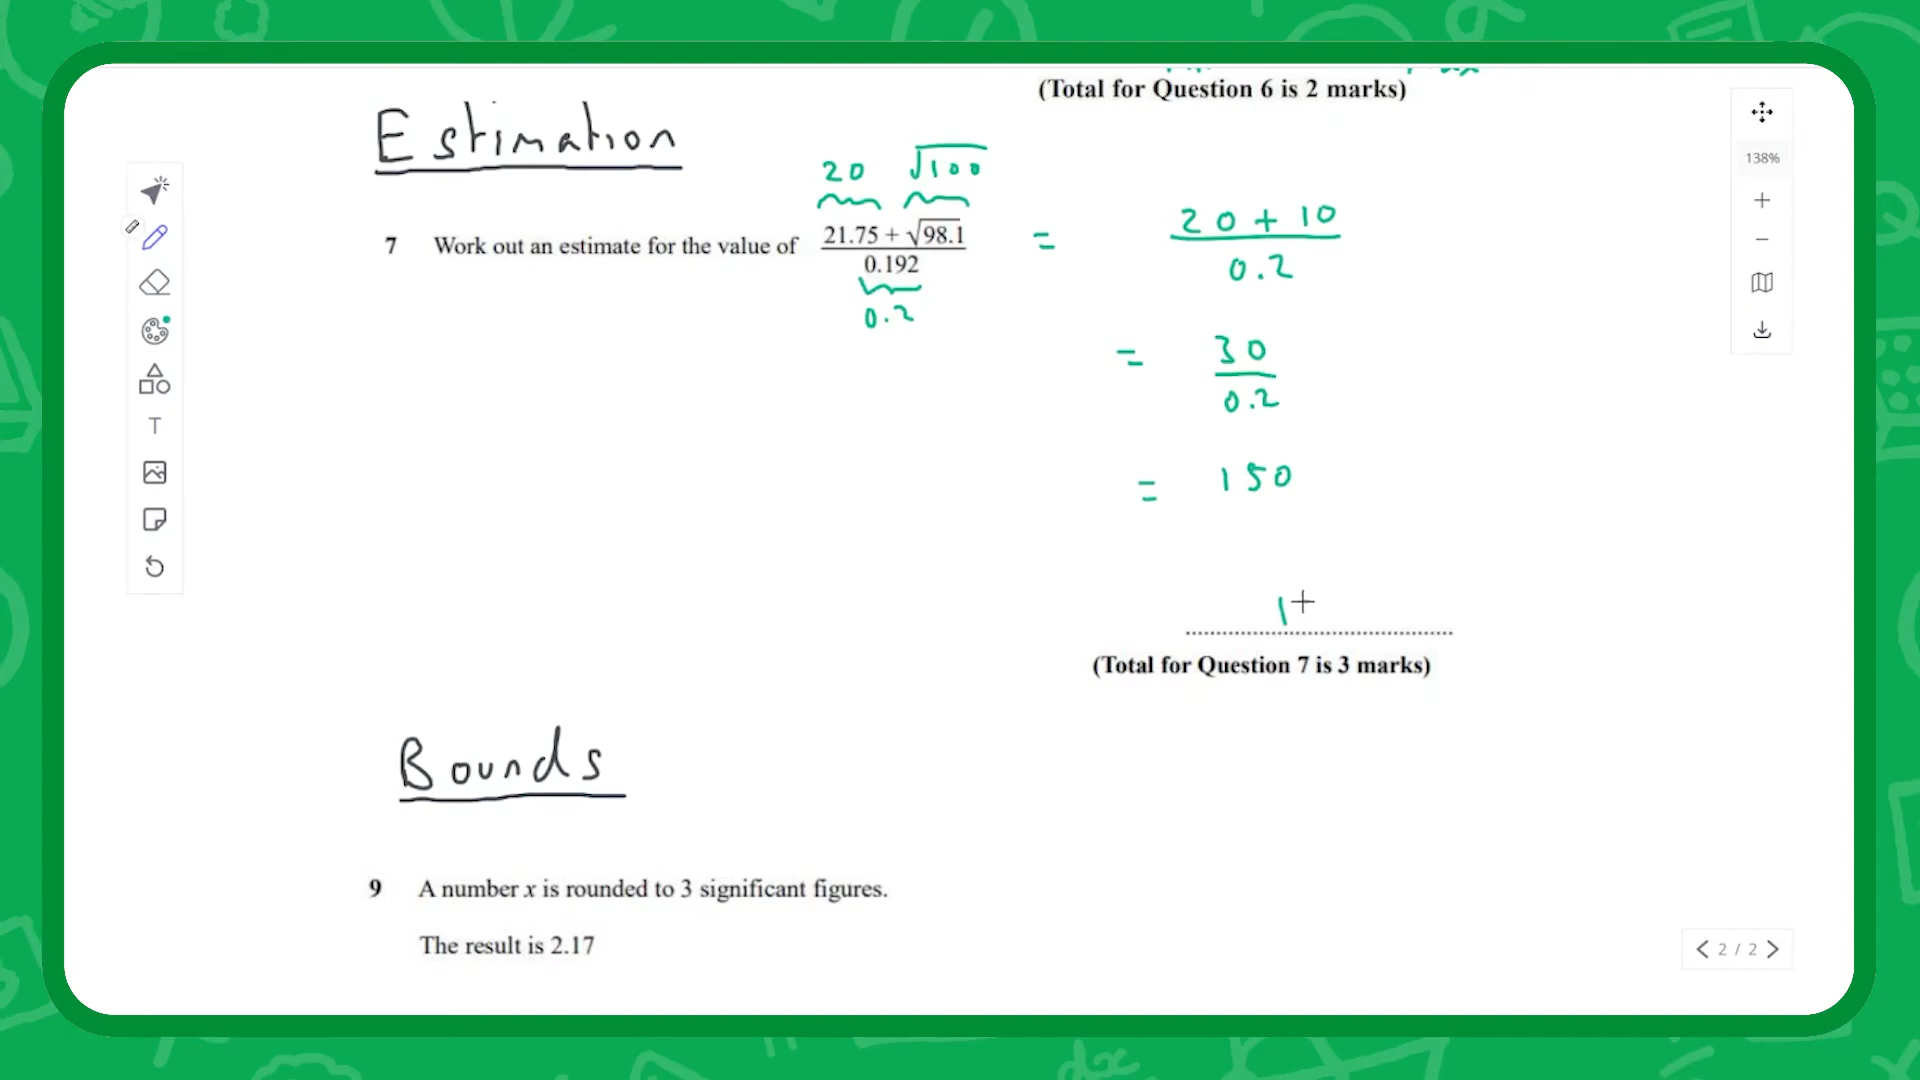 (Total for Question 6 is 2 marks)
138%
Estimation
20 √100
7 Work out an estimate for the value of (21.75 + √98.1) / 0.192 = (20 + 10) / 0.2
0.2
= 30 / 0.2
= 150
1
(Total for Question 7 is 3 marks)
Bounds
9 A number x is rounded to 3 significant figures.
The result is 2.17
2 / 2
T
dx